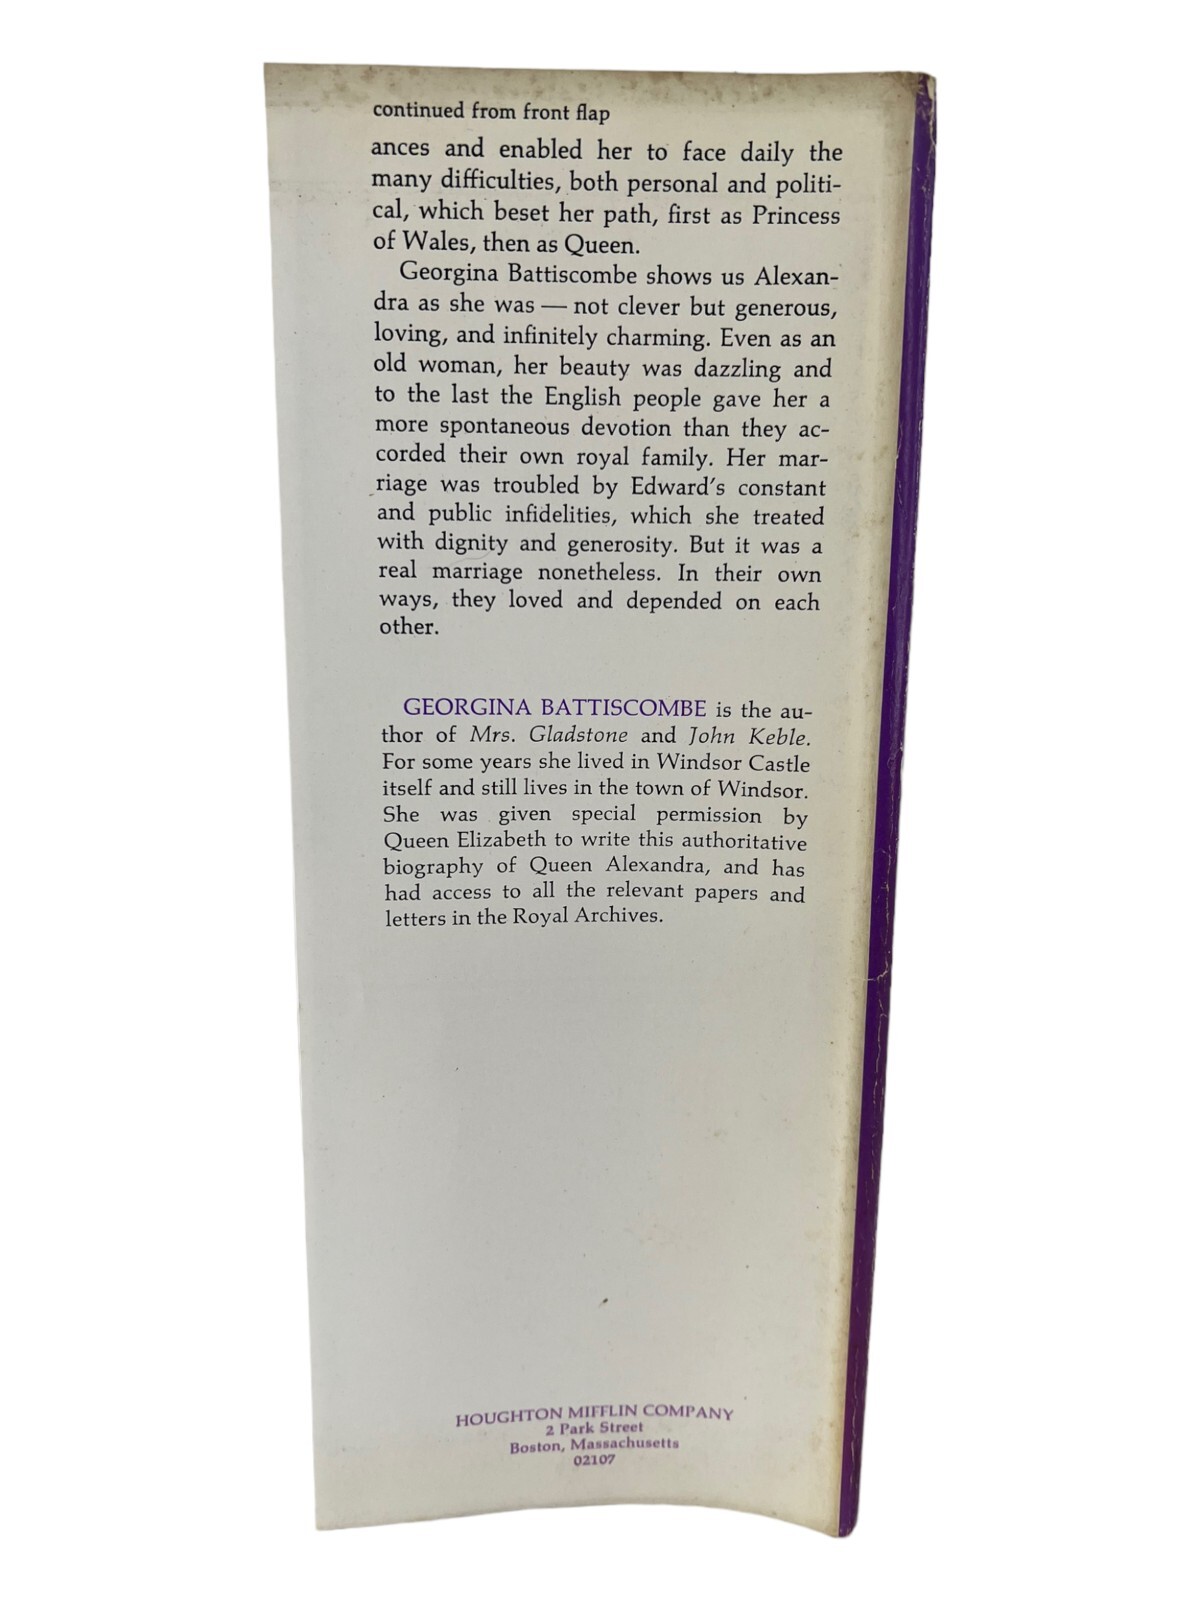 continued from front flap
ances and enabled her to face daily the
many difficulties, both personal and politi-
cal, which beset her path, first as Princess
of Wales, then as Queen.
Georgina Battiscombe shows us Alexan-
dra as she was — not clever but generous,
loving, and infinitely charming. Even as an
old woman, her beauty was dazzling and
to the last the English people gave her a
more spontaneous devotion than they ac-
corded their own royal family. Her mar-
riage was troubled by Edward's constant
and public infidelities, which she treated
with dignity and generosity. But it was a
real marriage nonetheless. In their own
ways, they loved and depended on each
other.
GEORGINA BATTISCOMBE is the au-
thor of Mrs. Gladstone and John Keble.
For some years she lived in Windsor Castle
itself and still lives in the town of Windsor.
She was given special permission by
Queen Elizabeth to write this authoritative
biography of Queen Alexandra, and has
had access to all the relevant papers and
letters in the Royal Archives.
HOUGHTON MIFFLIN COMPANY
2 Park Street
Boston, Massachusetts
02107